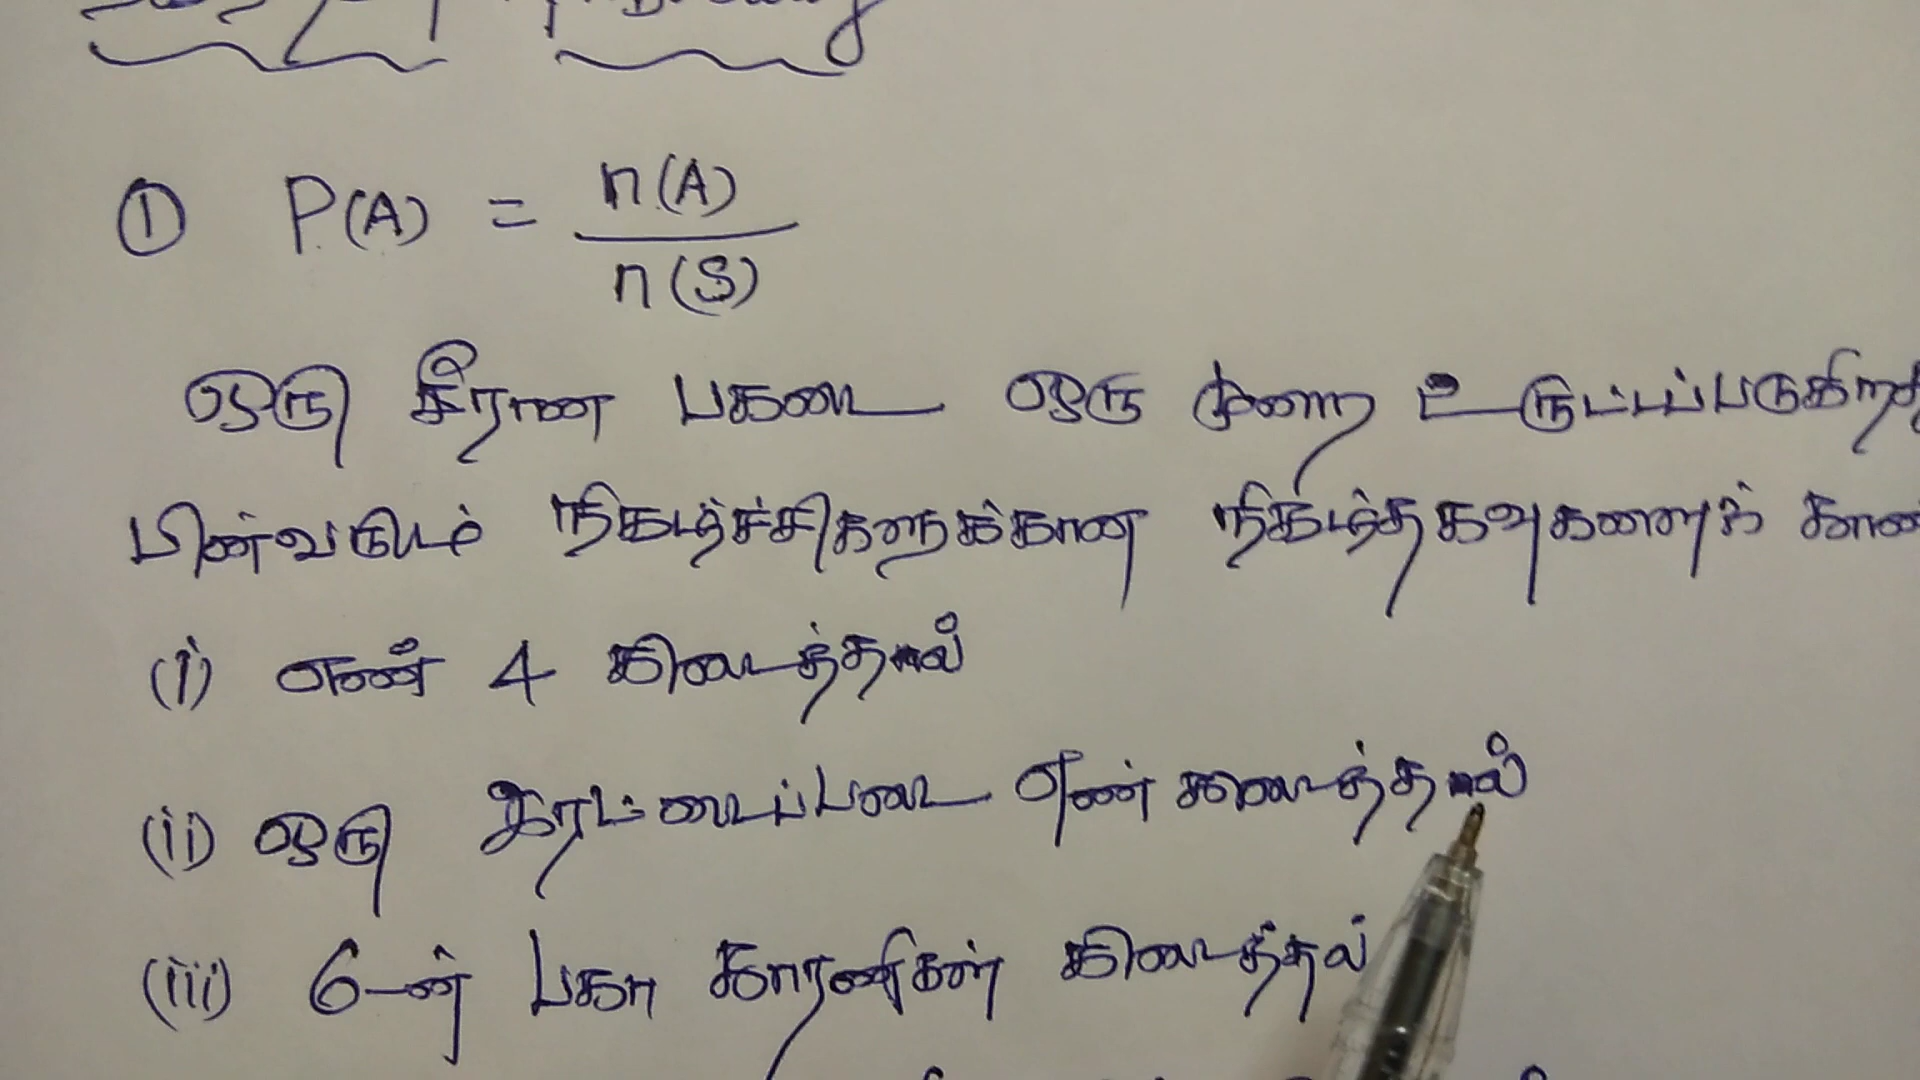 ① P(A) = n(A) / n(S)
ஒரு சீரான பகடை ஒரு முறை உருட்டப்படுகிறது
பின்வரும் நிகழ்ச்சிகளுக்கான நிகழ்தகவுகளைக்
(i) எண் 4 கிடைத்தல்
(ii) ஒரு இரட்டைப்படை எண் கிடைத்தல்
(iii) 6-ன் பகா காரணிகள் கிடைத்தல்